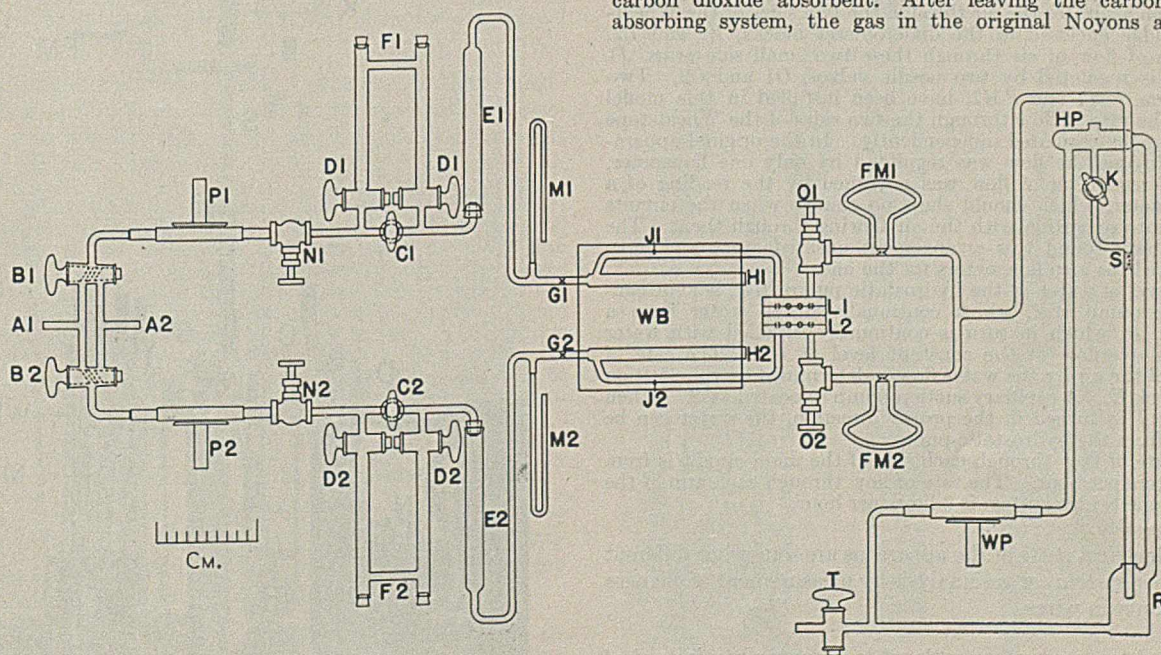 carbon dioxide absorbent. After leaving the carbon
absorbing system, the gas in the original Noyons a
F1
E1
HP
D1 D1
FM1
K
P1
M1
O1
N1
C1
J1
S
B1
G1
H1
A1 A2
WB
L1
L2
G2
H2
B2
N2
C2
J2
M2
O2
P2
D2 D2
FM2
E2
WP
CM.
F2
T
R